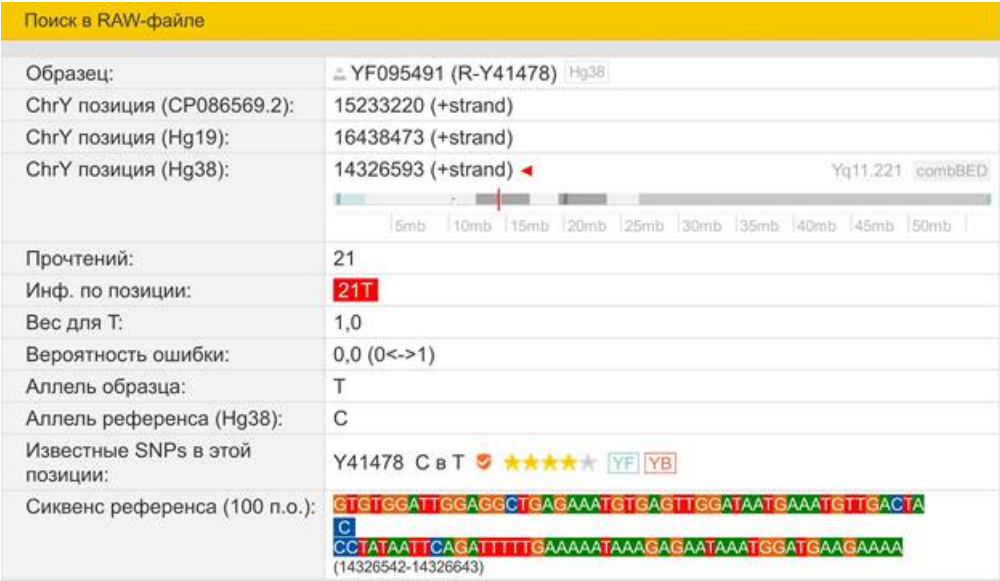 Поиск в RAW-файле
Образец: YF095491 (R-Y41478) Hg38
ChrY позиция (CP086569.2): 15233220 (+strand)
ChrY позиция (Hg19): 16438473 (+strand)
ChrY позиция (Hg38): 14326593 (+strand) Yq11.221 combBED
5mb 10mb 15mb 20mb 25mb 30mb 35mb 40mb 45mb 50mb
Прочтений: 21
Инф. по позиции: 21T
Вес для T: 1,0
Вероятность ошибки: 0,0 (0<->1)
Аллель образца: T
Аллель референса (Hg38): C
Известные SNPs в этой
позиции: Y41478 C в T YF YB
Сиквенс референса (100 п.о.): GTGTGGATTGGAGGCTGAGAAATGTGAGTTGGATAATGAAATGTTGACTA
C
CCTATAATTCAGATTTTTGAAAAATAAAGAGAATAAATGGATGAAGAAAA
(14326542-14326643)